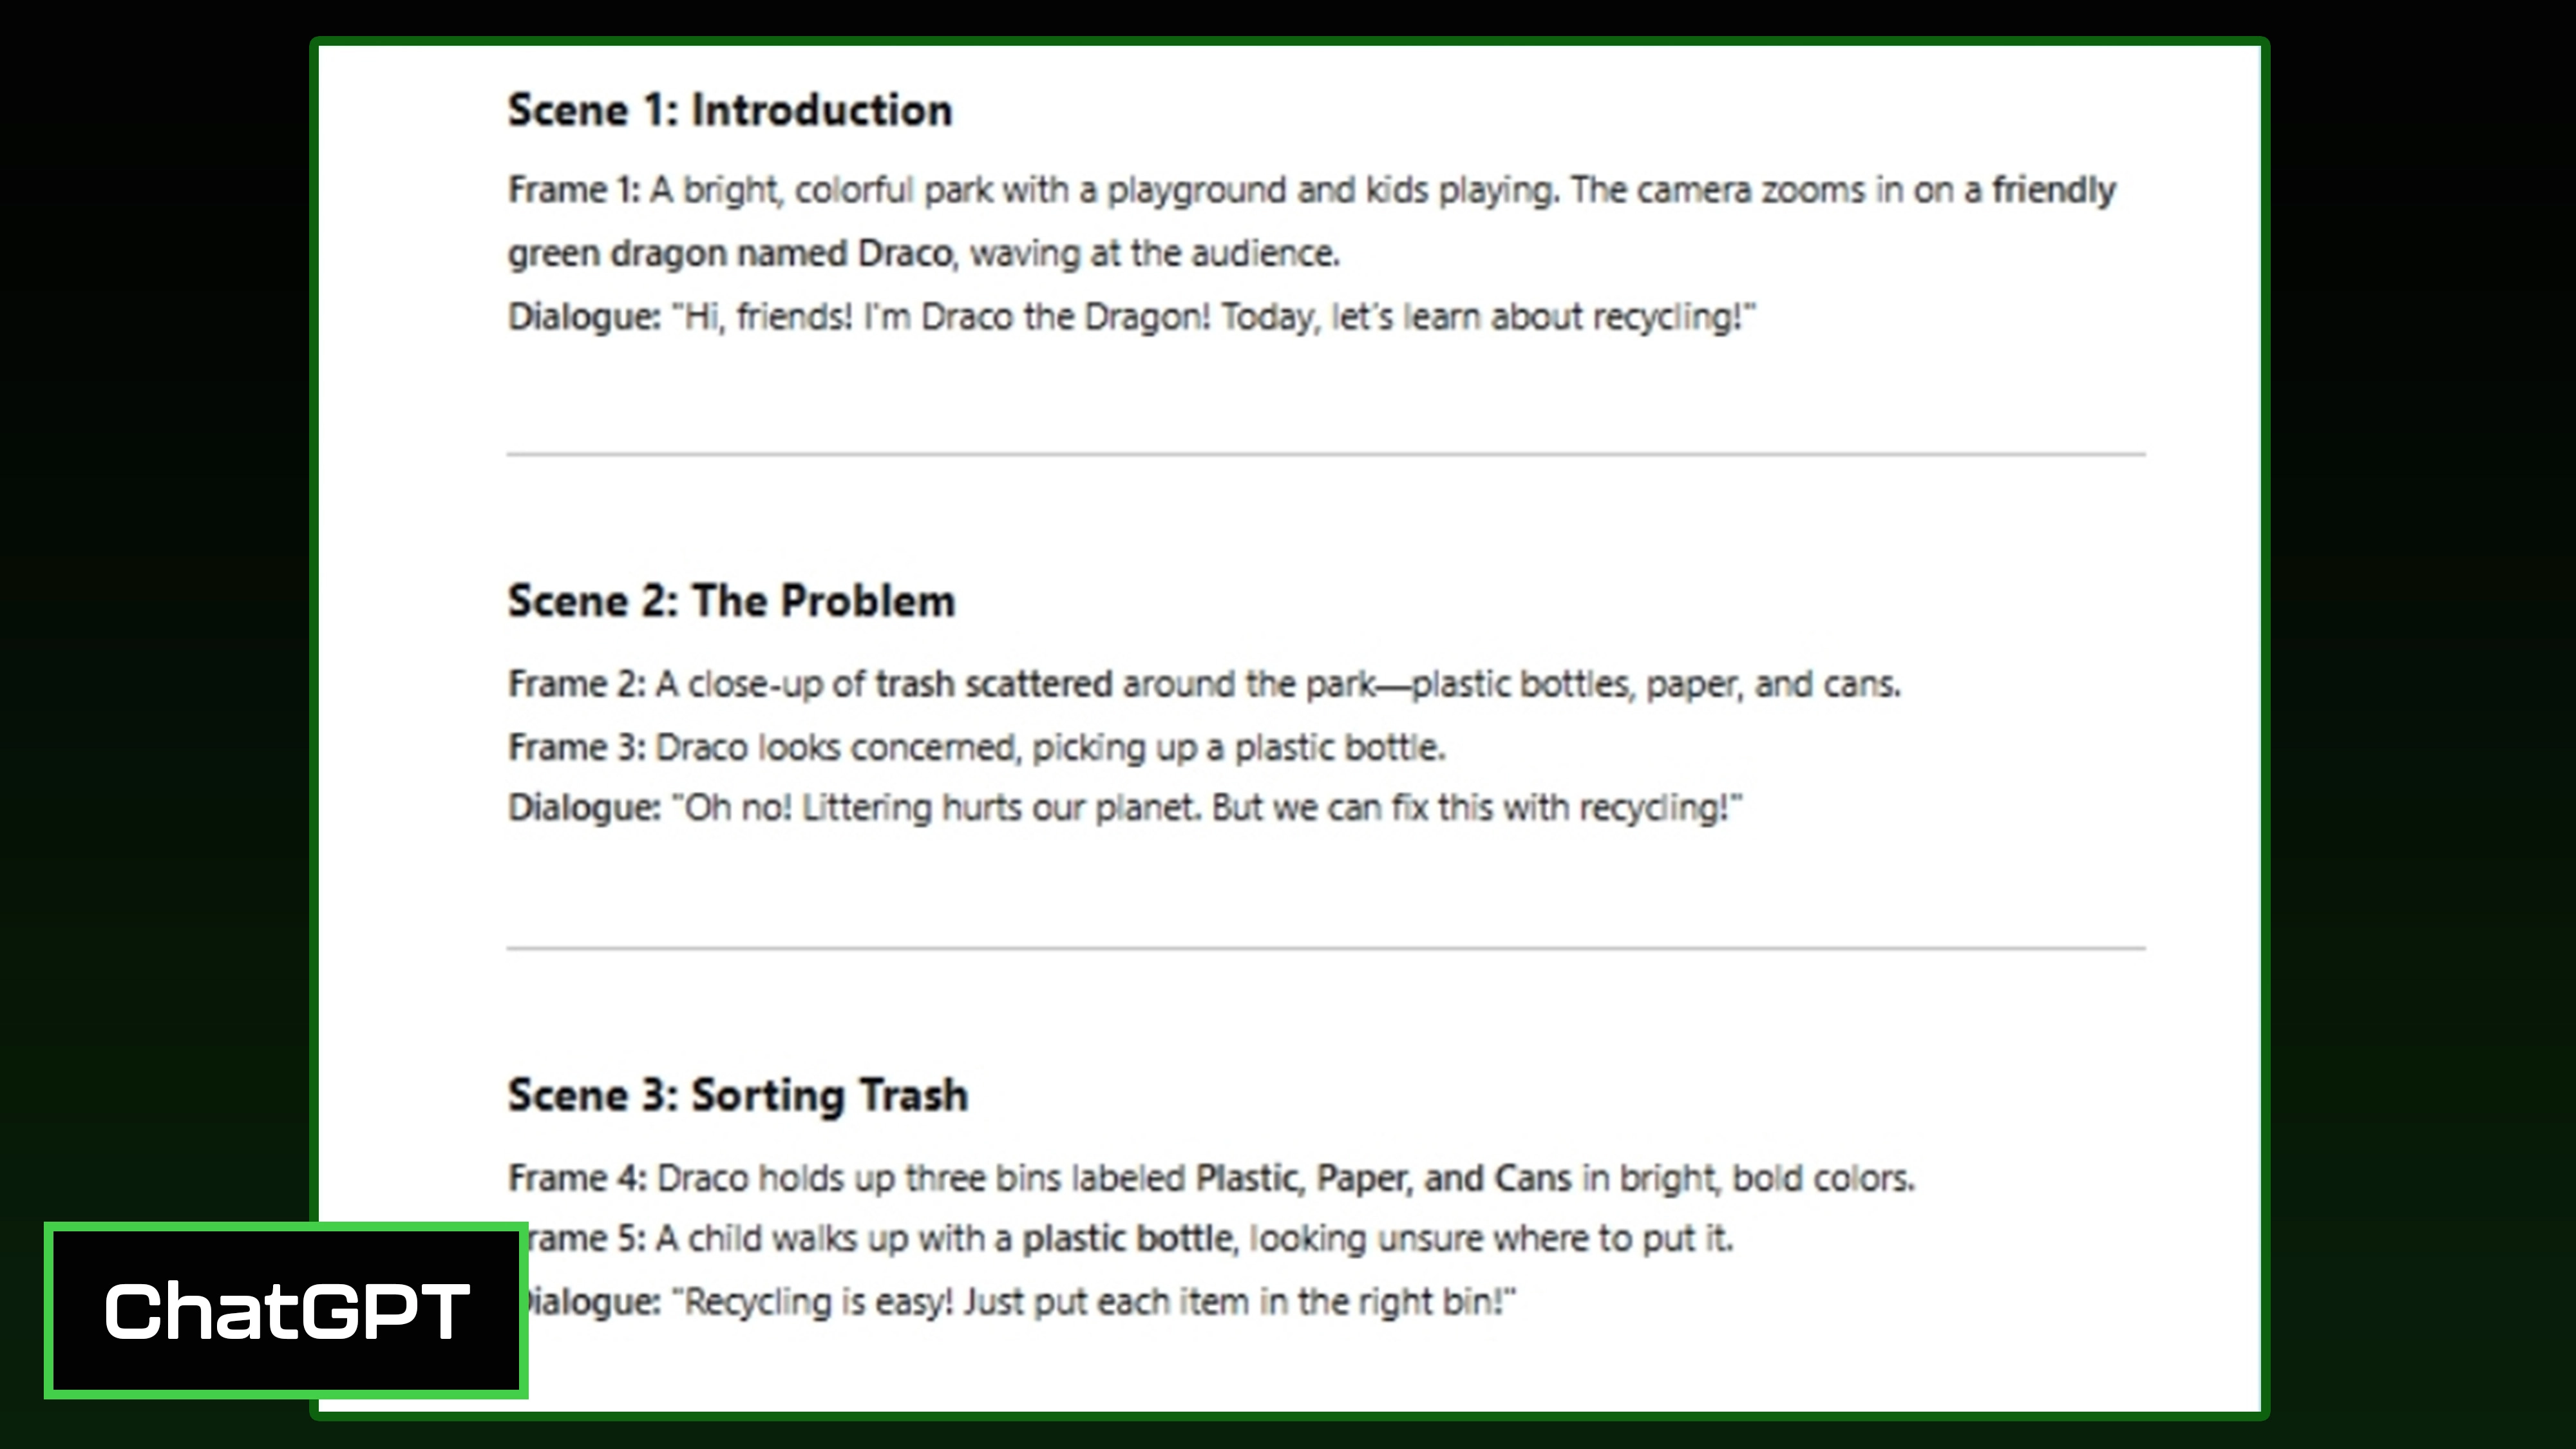 Scene 1: Introduction
Frame 1: A bright, colorful park with a playground and kids playing. The camera zooms in on a friendly
green dragon named Draco, waving at the audience.
Dialogue: "Hi, friends! I'm Draco the Dragon! Today, let's learn about recycling!"
Scene 2: The Problem
Frame 2: A close-up of trash scattered around the park—plastic bottles, paper, and cans.
Frame 3: Draco looks concerned, picking up a plastic bottle.
Dialogue: "Oh no! Littering hurts our planet. But we can fix this with recycling!"
Scene 3: Sorting Trash
Frame 4: Draco holds up three bins labeled Plastic, Paper, and Cans in bright, bold colors.
rame 5: A child walks up with a plastic bottle, looking unsure where to put it.
ialogue: "Recycling is easy! Just put each item in the right bin!"
ChatGPT